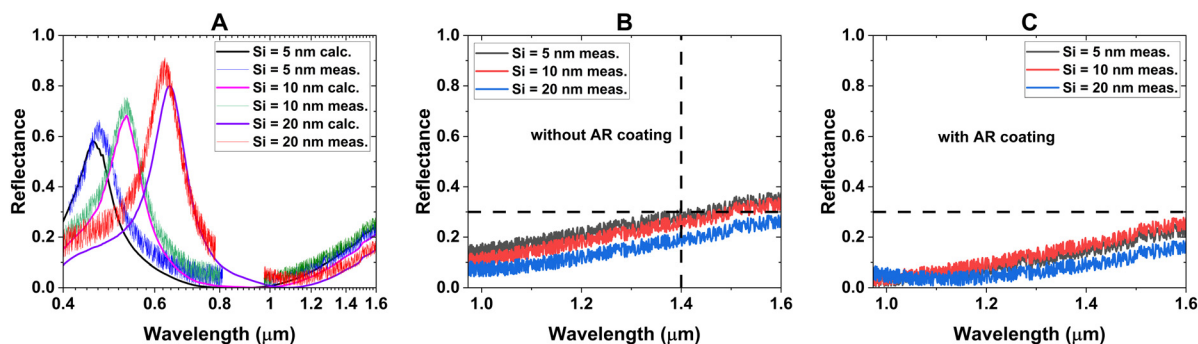 A
1.0
0.8
0.6
0.4
0.2
0.0
Reflectance
Si = 5 nm calc.
Si = 5 nm meas.
Si = 10 nm calc.
Si = 10 nm meas.
Si = 20 nm calc.
Si = 20 nm meas.
0.4 0.6 0.8 1 1.2 1.4 1.6
Wavelength (μm)
B
1.0
0.8
0.6
0.4
0.2
0.0
Reflectance
Si = 5 nm meas.
Si = 10 nm meas.
Si = 20 nm meas.
without AR coating
1.0 1.2 1.4 1.6
Wavelength (μm)
C
1.0
0.8
0.6
0.4
0.2
0.0
Reflectance
Si = 5 nm meas.
Si = 10 nm meas.
Si = 20 nm meas.
with AR coating
1.0 1.2 1.4 1.6
Wavelength (μm)